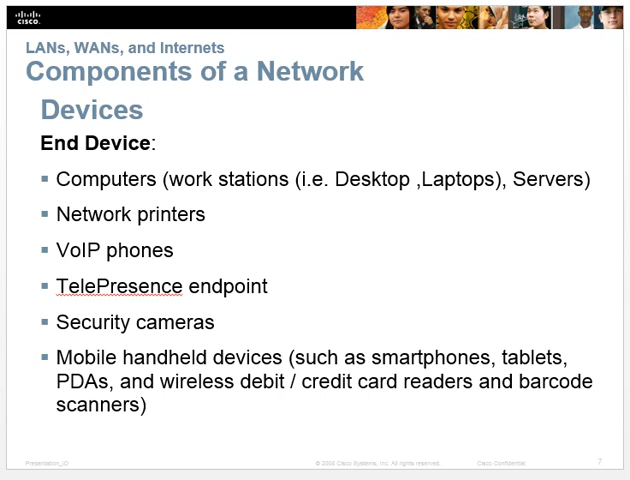 CISCO
LANs, WANs, and Internets
Components of a Network
Devices
End Device:
Computers (work stations (i.e. Desktop ,Laptops), Servers)
Network printers
VoIP phones
TelePresence endpoint
Security cameras
Mobile handheld devices (such as smartphones, tablets,
PDAs, and wireless debit / credit card readers and barcode
scanners)
Presentation_ID
© 2008 Cisco Systems, Inc. All rights reserved.
Cisco Confidential
7